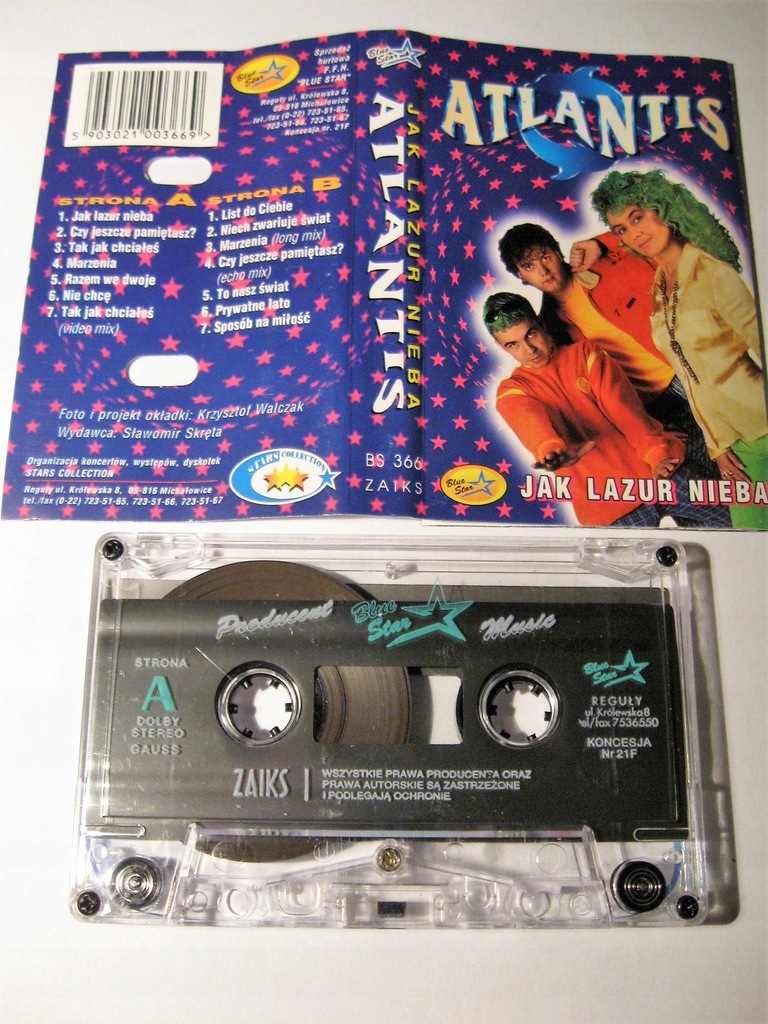 5 903021 003669 >
Blue Star
Sprzedaż
hurtowa
F.F.H.
"BLUE STAR"
Reguły ul. Królewska 8,
05-816 Michałowice
tel./fax (0-22) 723-51-65,
723-51-66, 723-51-67
Koncesja nr. 21F
STRONA A
1. Jak lazur nieba
2. Czy jeszcze pamiętasz?
3. Tak jak chciałeś
4. Marzenia
5. Razem we dwoje
6. Nie chcę
7. Tak jak chciałeś
(video mix)
STRONA B
1. List do Ciebie
2. Niech zwariuje świat
3. Marzenia (long mix)
4. Czy jeszcze pamiętasz?
(echo mix)
5. To nasz świat
6. Prywatne lato
7. Sposób na miłość
Foto i projekt okładki: Krzysztof Walczak
Wydawca: Sławomir Skręta
Organizacja koncertów, występów, dyskotek
STARS COLLECTION
Reguły ul. Królewska 8, 05-816 Michałowice
tel./fax (0-22) 723-51-65, 723-51-66, 723-51-67
STARS COLLECTION
Blue Star
JAK LAZUR NIEBA
ATLANTIS
BS 366
ZAIKS
ATLANTIS
Blue Star
JAK LAZUR NIEBA
Producent Blue Star Music
STRONA
A
DOLBY
STEREO
GAUSS
Blue Star
REGUŁY
ul. Królewska 8
tel/fax 7536550
KONCESJA
Nr 21F
ZAIKS
WSZYSTKIE PRAWA PRODUCENTA ORAZ
PRAWA AUTORSKIE SĄ ZASTRZEŻONE
I PODLEGAJĄ OCHRONIE